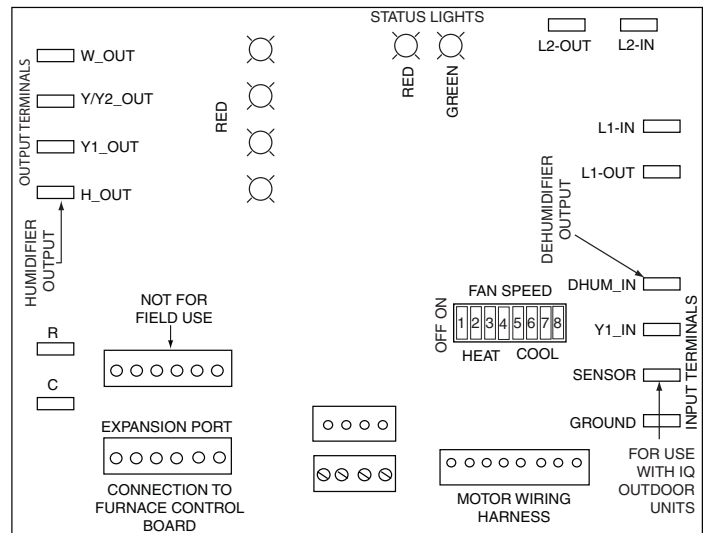 STATUS LIGHTS
RED
GREEN
L2-OUT
L2-IN
OUTPUT TERMINALS
W_OUT
Y/Y2_OUT
Y1_OUT
H_OUT
RED
HUMIDIFIER
OUTPUT
L1-IN
L1-OUT
DEHUMIDIFIER
OUTPUT
DHUM_IN
Y1_IN
SENSOR
GROUND
INPUT TERMINALS
FOR USE
WITH IQ
OUTDOOR
UNITS
NOT FOR
FIELD USE
R
C
FAN SPEED
OFF ON
1 2 3 4 5 6 7 8
HEAT COOL
EXPANSION PORT
CONNECTION TO
FURNACE CONTROL
BOARD
MOTOR WIRING
HARNESS